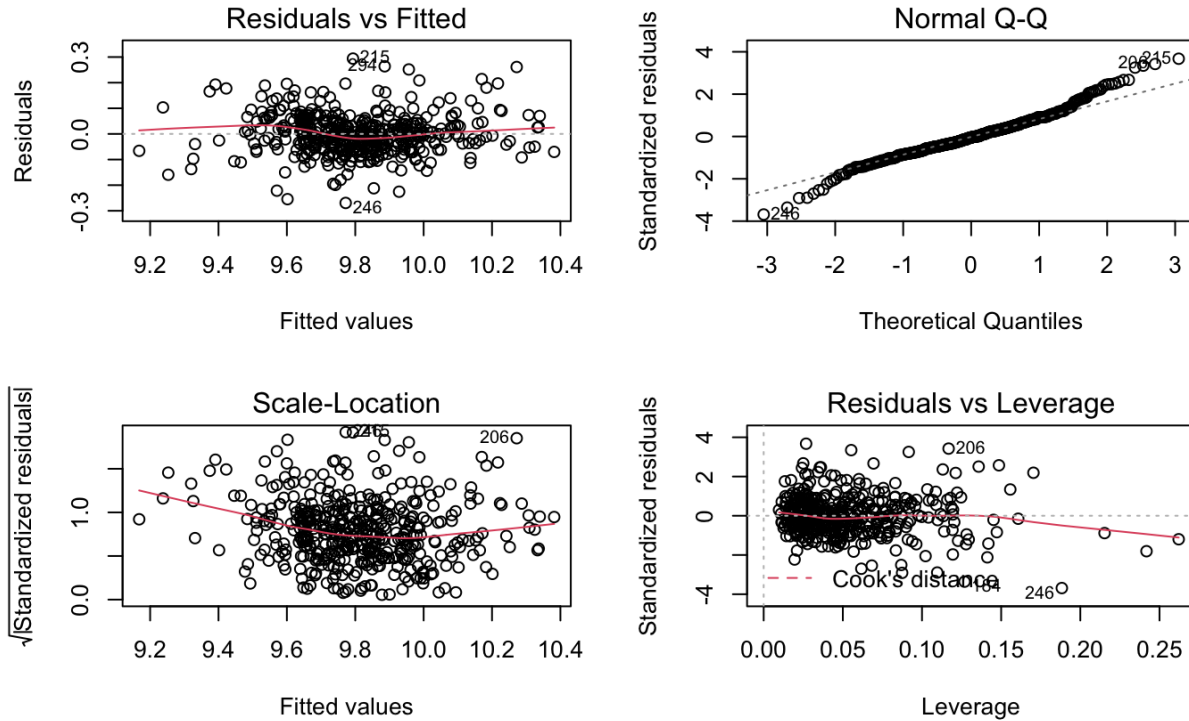 Residuals vs Fitted
Residuals
0.3
0.0
-0.3
215
294
246
9.2 9.4 9.6 9.8 10.0 10.2 10.4
Fitted values
Normal Q-Q
Standardized residuals
4
2
0
-2
-4
215
246
-3 -2 -1 0 1 2 3
Theoretical Quantiles
Scale-Location
√|Standardized residuals|
1.0
0.0
206
9.2 9.4 9.6 9.8 10.0 10.2 10.4
Fitted values
Residuals vs Leverage
Standardized residuals
4
2
0
-2
-4
206
Cook's distance
246
0.00 0.05 0.10 0.15 0.20 0.25
Leverage